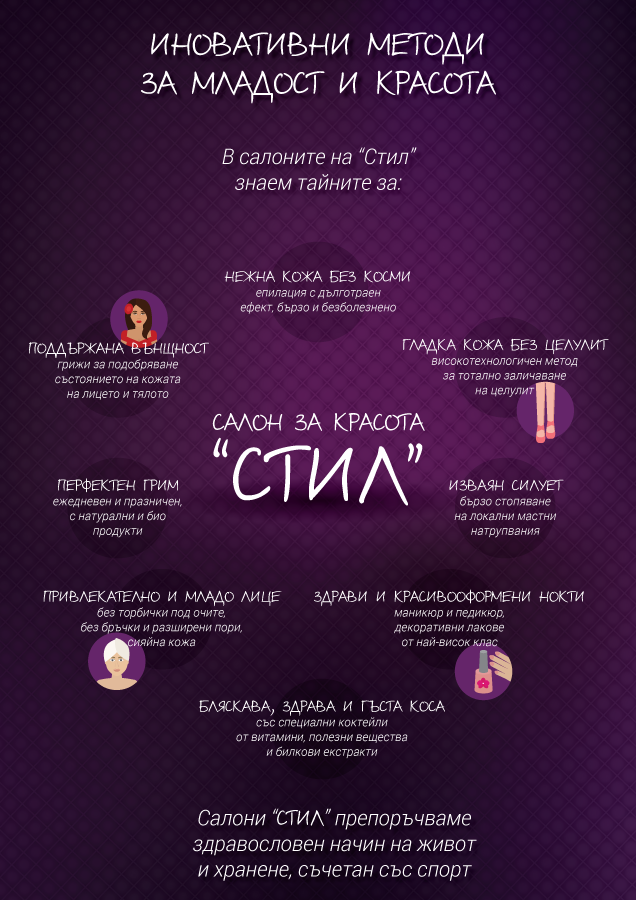 ИНОВАТИВНИ МЕТОДИ
ЗА МЛАДОСТ И КРАСОТА
В салоните на “Стил”
знаем тайните за:
НЕЖНА КОЖА БЕЗ КОСМИ
епилация с дълготраен
ефект, бързо и безболезнено
ПОДДЪРЖАНА ВЪНЩНОСТ
грижи за подобряване
състоянието на кожата
на лицето и тялото
ГЛАДКА КОЖА БЕЗ ЦЕЛУЛИТ
високотехнологичен метод
за тотално заличаване
на целулит
САЛОН ЗА КРАСОТА
“СТИЛ”
ПЕРФЕКТЕН ГРИМ
ежедневен и празничен,
с натурални и био
продукти
ИЗВАЯН СИЛУЕТ
бързо стопяване
на локални мастни
натрупвания
ПРИВЛЕКАТЕЛНО И МЛАДО ЛИЦЕ
без торбички под очите,
без бръчки и разширени пори,
сияйна кожа
ЗДРАВИ И КРАСИВООФОРМЕНИ НОКТИ
маникюр и педикюр,
декоративни лакове
от най-висок клас
БЛЯСКАВА, ЗДРАВА И ГЪСТА КОСА
със специални коктейли
от витамини, полезни вещества
и билкови екстракти
Салони “СТИЛ” препоръчваме
здравословен начин на живот
и хранене, съчетан със спорт